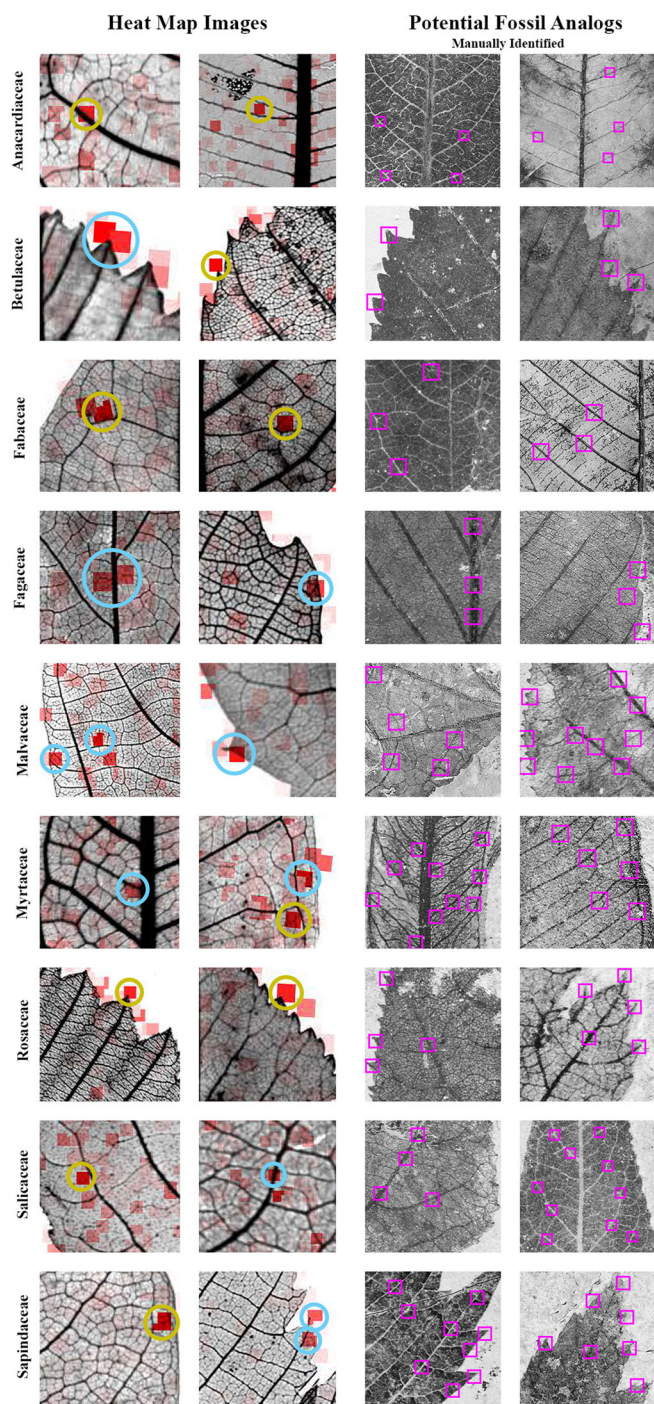 Heat Map Images
Potential Fossil Analogs
Manually Identified
Anacardiaceae
Betulaceae
Fabaceae
Fagaceae
Malvaceae
Myrtaceae
Rosaceae
Salicaceae
Sapindaceae